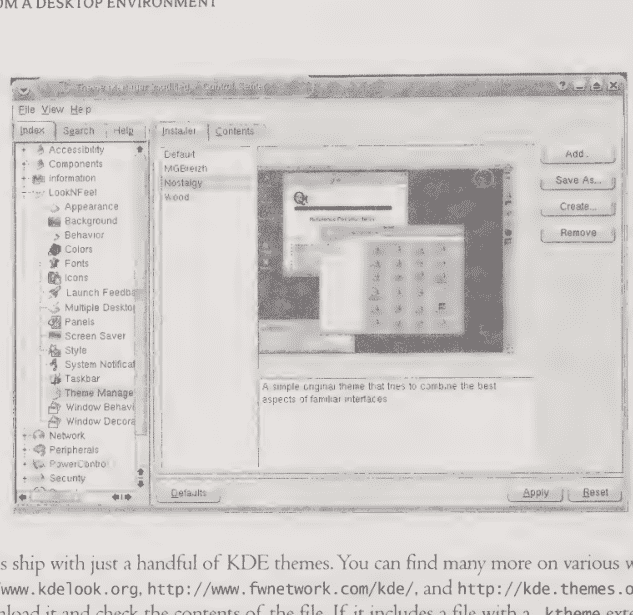 OM A DESKTOP ENVIRONMENT
File View Help
Index Search Help Installer Contents
Accessibility
Components
Information
LookNFeel
Appearance
Background
Behavior
Colors
Fonts
Icons
Launch Feedba
Multiple Desktop
Panels
Screen Saver
Style
System Notificat
Taskbar
Theme Manage
Window Behavi
Window Decora
Network
Peripherals
PowerControl
Security
Default
MGBreizh
Nostalgy
Wood
A simple original theme that tries to combine the best
aspects of familiar interfaces
Add...
Save As...
Create...
Remove
Defaults Apply Reset
s ship with just a handful of KDE themes. You can find many more on various w
www.kdelook.org, http://www.fwnetwork.com/kde/, and http://kde.themes.o
nload it and check the contents of the file. If it includes a file with a .ktheme exte